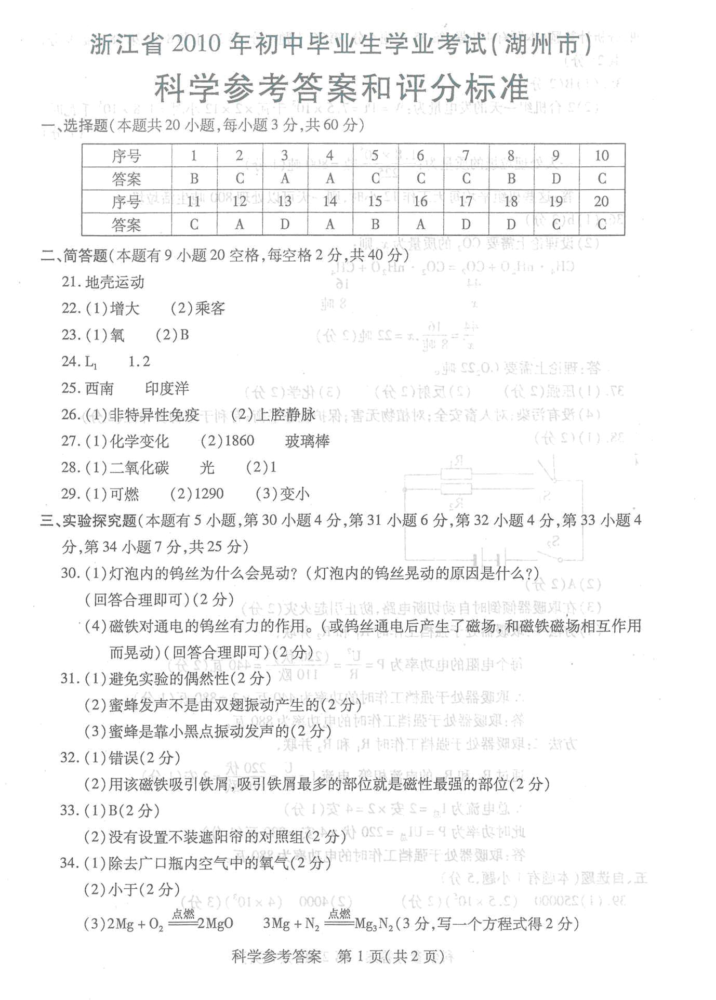 浙江省2010年初中毕业生学业考试(湖州市)
科学参考答案和评分标准
一、选择题(本题共20小题,每小题3分,共60分)
序号 1 2 3 4 5 6 7 8 9 10
答案 B C A A C C C B D C
序号 11 12 13 14 15 16 17 18 19 20
答案 C A D A B A D D C C
二、简答题(本题有9小题20空格,每空格2分,共40分)
21. 地壳运动
22. (1)增大 (2)乘客
23. (1)氧 (2)B
24. L₁ 1.2
25. 西南 印度洋
26. (1)非特异性免疫 (2)上腔静脉
27. (1)化学变化 (2)1860 玻璃棒
28. (1)二氧化碳 光 (2)1
29. (1)可燃 (2)1290 (3)变小
三、实验探究题(本题有5小题,第30小题4分,第31小题6分,第32小题4分,第33小题4
分,第34小题7分,共25分)
30. (1)灯泡内的钨丝为什么会晃动?(灯泡内的钨丝晃动的原因是什么?)
(回答合理即可)(2分)
(4)磁铁对通电的钨丝有力的作用。(或钨丝通电后产生了磁场,和磁铁磁场相互作用
而晃动)(回答合理即可)(2分)
31. (1)避免实验的偶然性(2分)
(2)蜜蜂发声不是由双翅振动产生的(2分)
(3)蜜蜂是靠小黑点振动发声的(2分)
32. (1)错误(2分)
(2)用该磁铁吸引铁屑,吸引铁屑最多的部位就是磁性最强的部位(2分)
33. (1)B(2分)
(2)没有设置不装遮阳帘的对照组(2分)
34. (1)除去广口瓶内空气中的氧气(2分)
(2)小于(2分)
(3)2Mg+O₂ 点燃 2MgO 3Mg+N₂ 点燃 Mg₃N₂(3分,写一个方程式得2分)
科学参考答案 第1页(共2页)